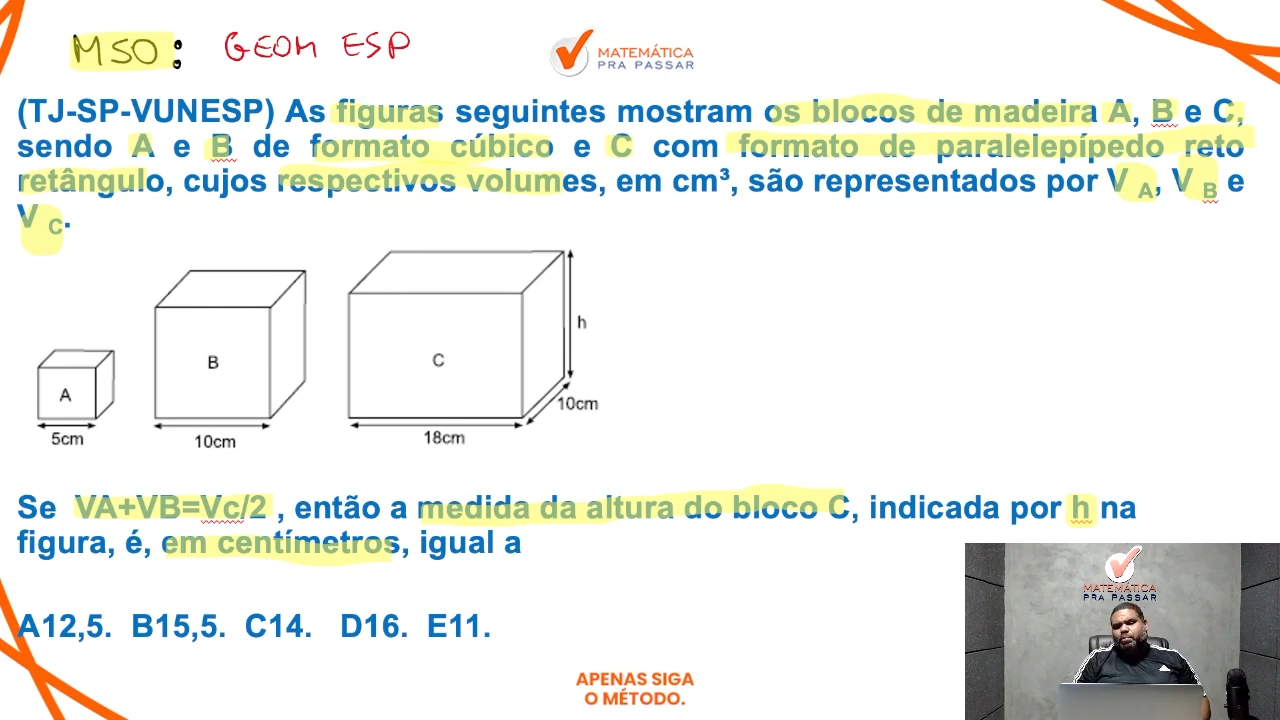 MSO: GEOM ESP
MATEMÁTICA
PRA PASSAR
(TJ-SP-VUNESP) As figuras seguintes mostram os blocos de madeira A, B e C,
sendo A e B de formato cúbico e C com formato de paralelepípedo reto
retângulo, cujos respectivos volumes, em cm³, são representados por V A, V B e
V C.
A
5cm
B
10cm
C
18cm
10cm
h
Se VA+VB=Vc/2 , então a medida da altura do bloco C, indicada por h na
figura, é, em centímetros, igual a
A12,5. B15,5. C14. D16. E11.
MATEMÁTICA
PRA PASSAR
APENAS SIGA
O MÉTODO.